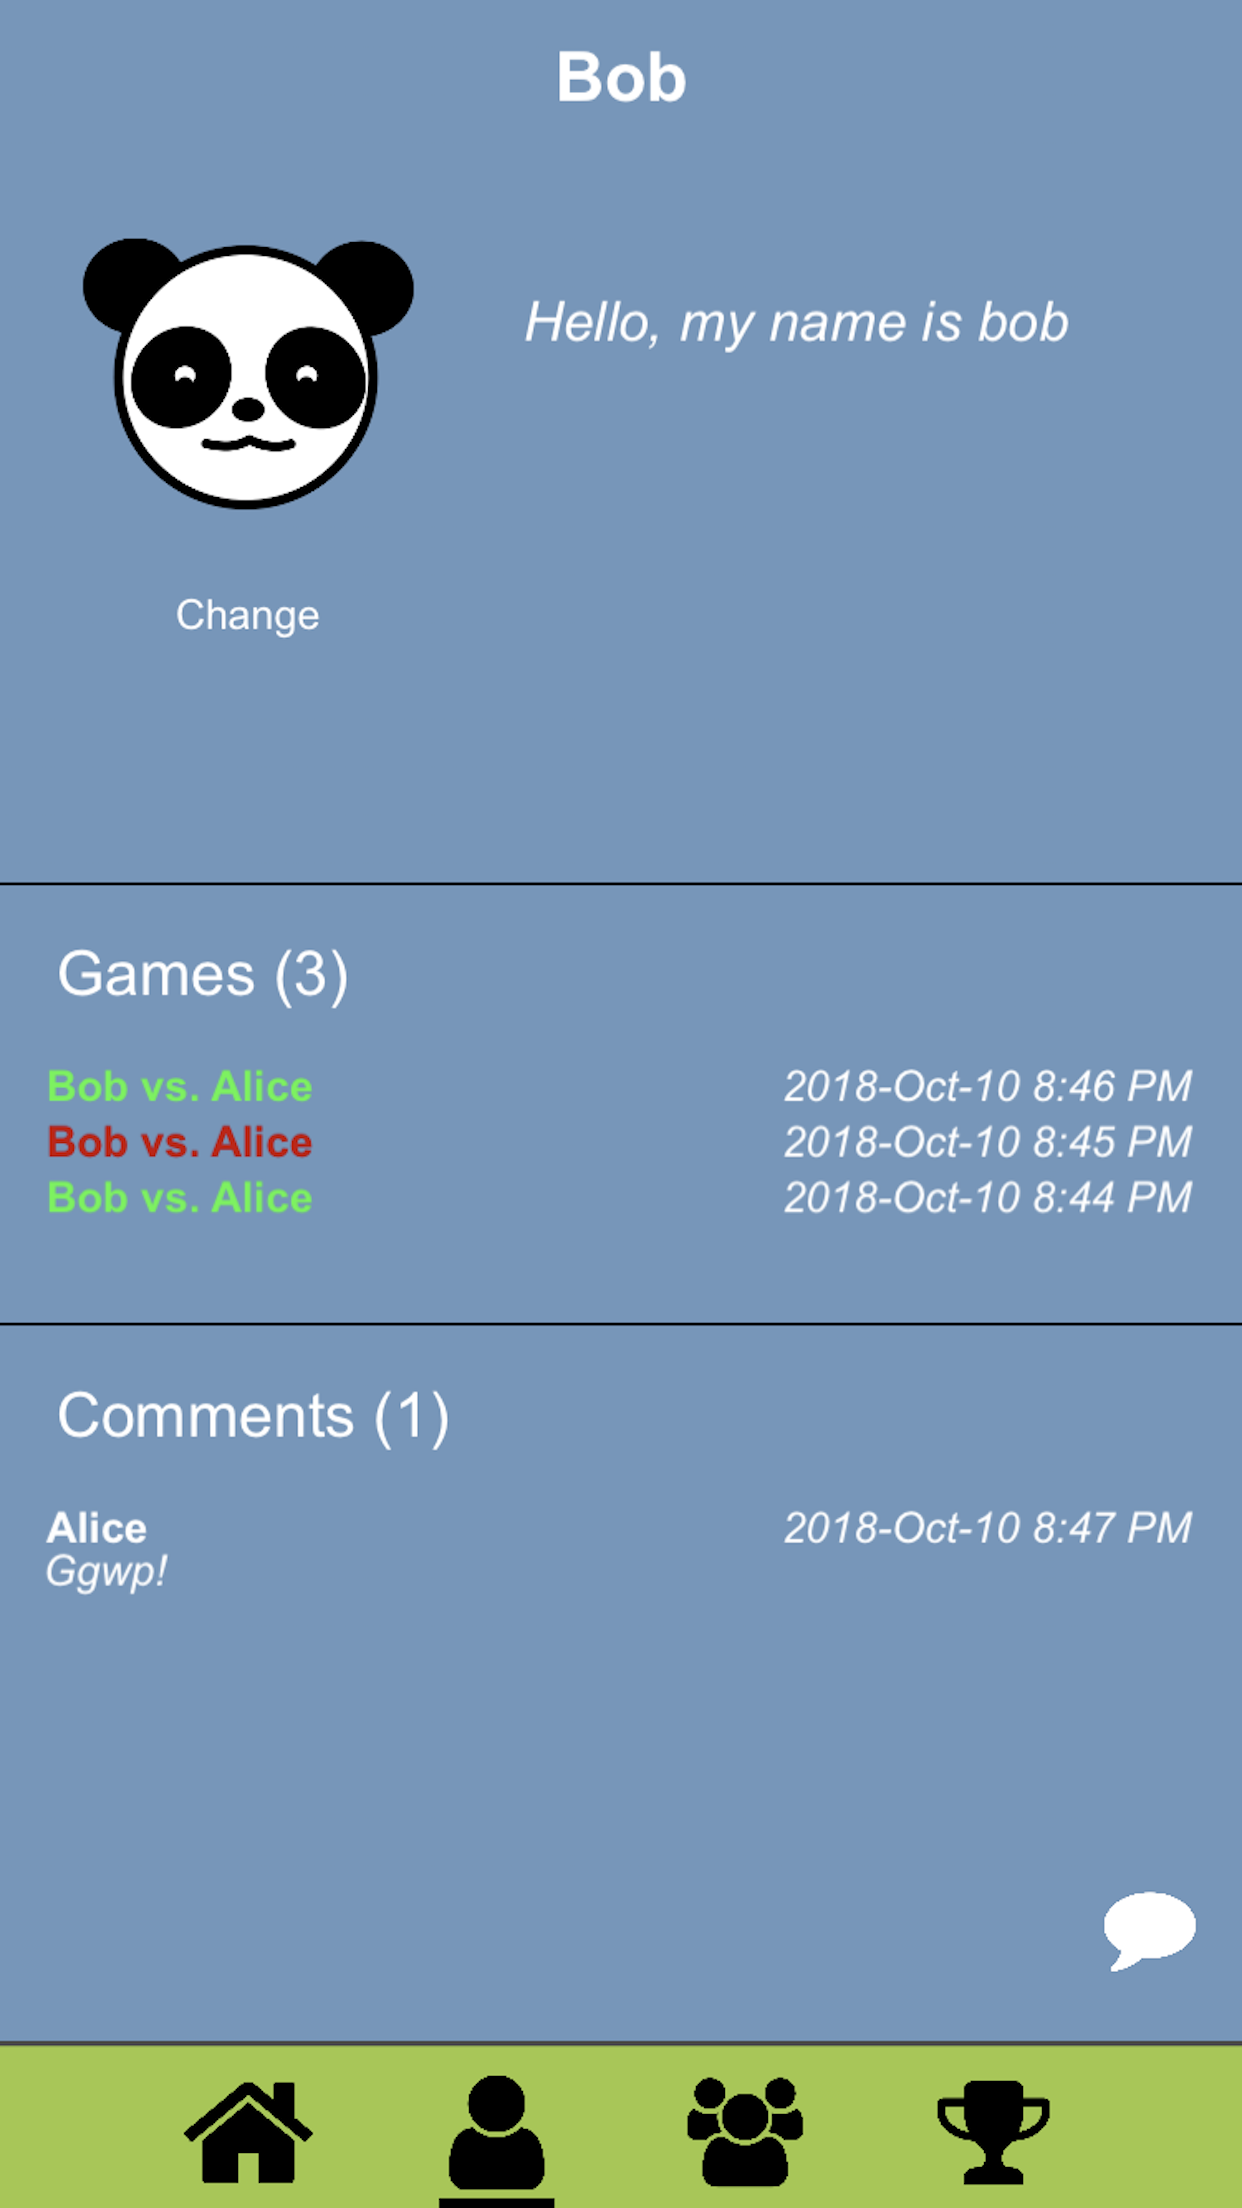 Bob
Hello, my name is bob
Change
Games (3)
Bob vs. Alice 2018-Oct-10 8:46 PM
Bob vs. Alice 2018-Oct-10 8:45 PM
Bob vs. Alice 2018-Oct-10 8:44 PM
Comments (1)
Alice 2018-Oct-10 8:47 PM
Ggwp!